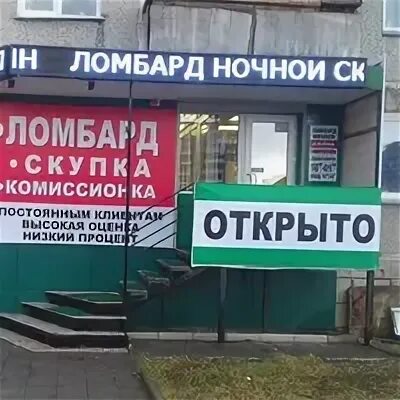 ЛОМБАРД НОЧНОЙ СК
ЛОМБАРД
• СКУПКА
•КОМИССИОНКА
ПОСТОЯННЫМ КЛИЕНТАМ
ВЫСОКАЯ ОЦЕНКА
НИЗКИЙ ПРОЦЕНТ
ОТКРЫТО